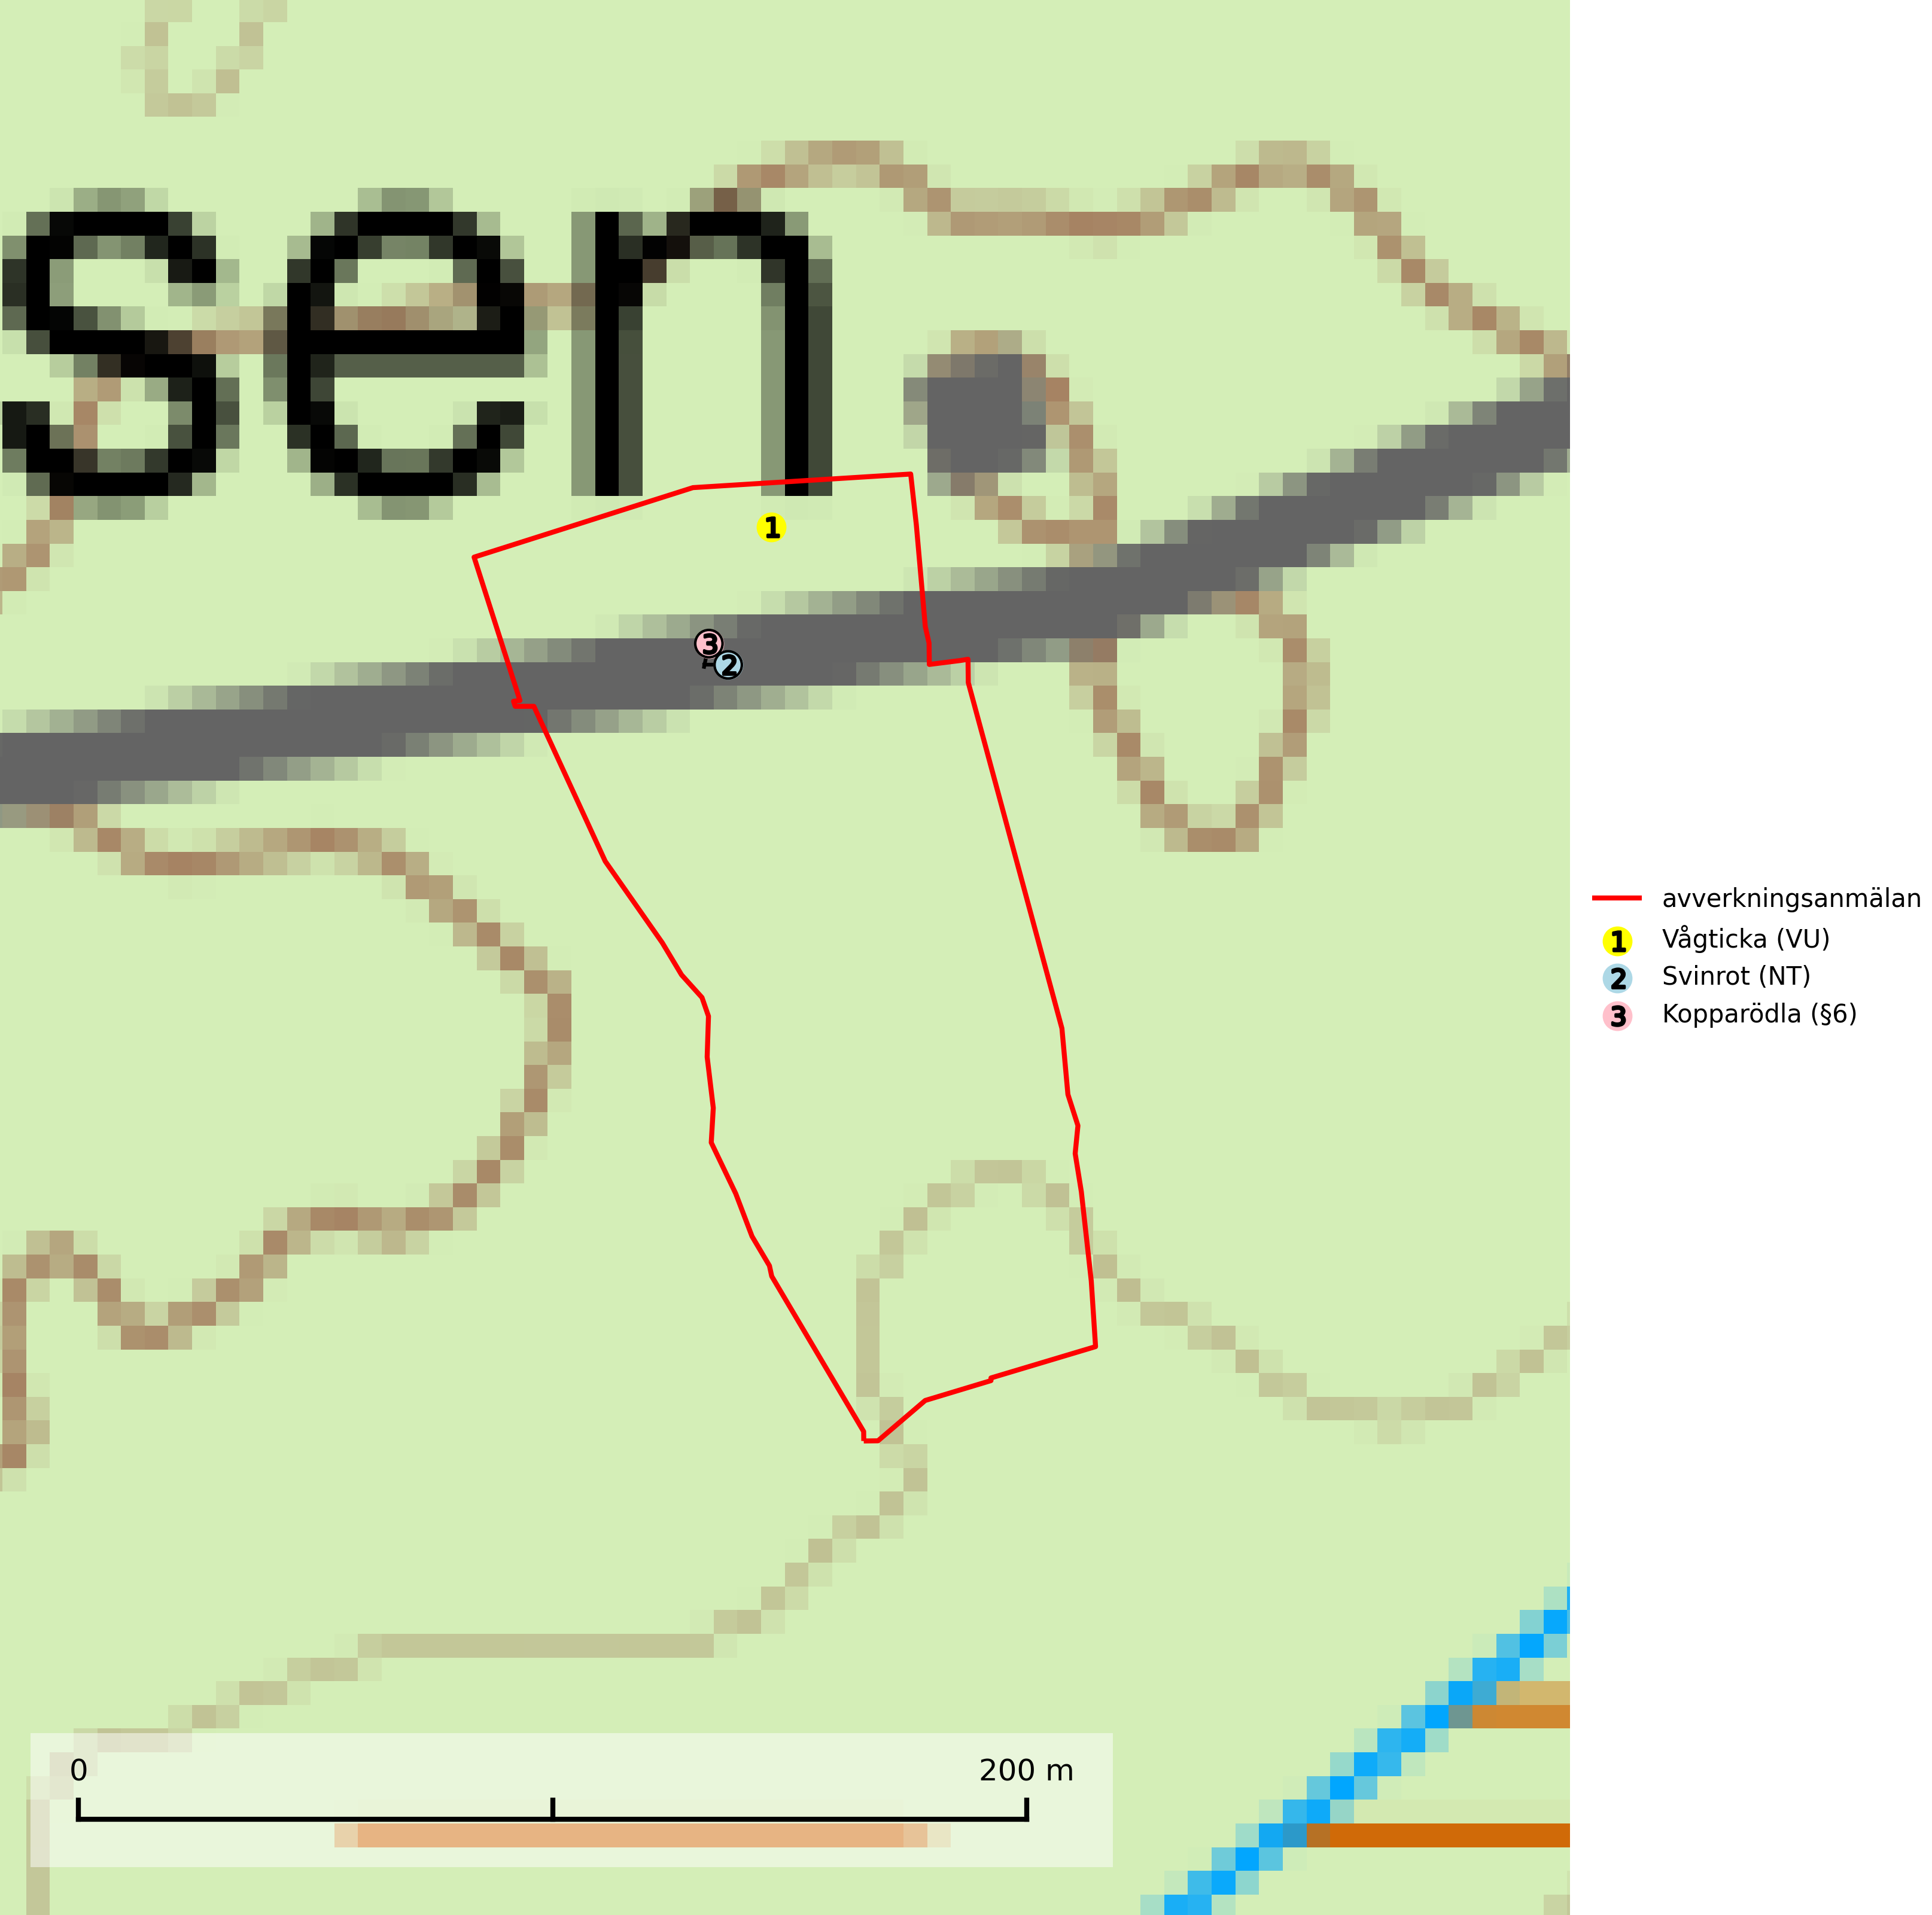 sen
1
3
2
avverkningsanmälan
1 Vågticka (VU)
2 Svinrot (NT)
3 Kopparödla (§6)
0 200 m